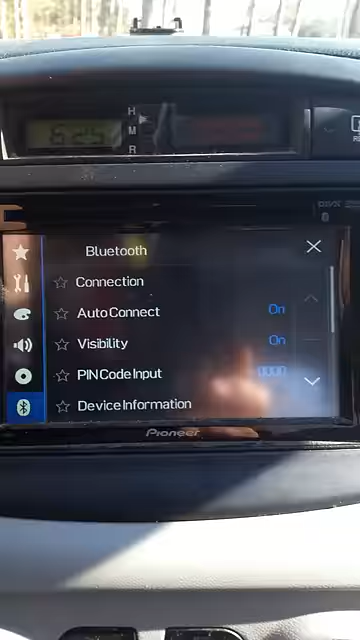 6:25
H
M
R
Bluetooth
Connection
Auto Connect On
Visibility On
PIN Code Input 0000
Device Information
Pioneer